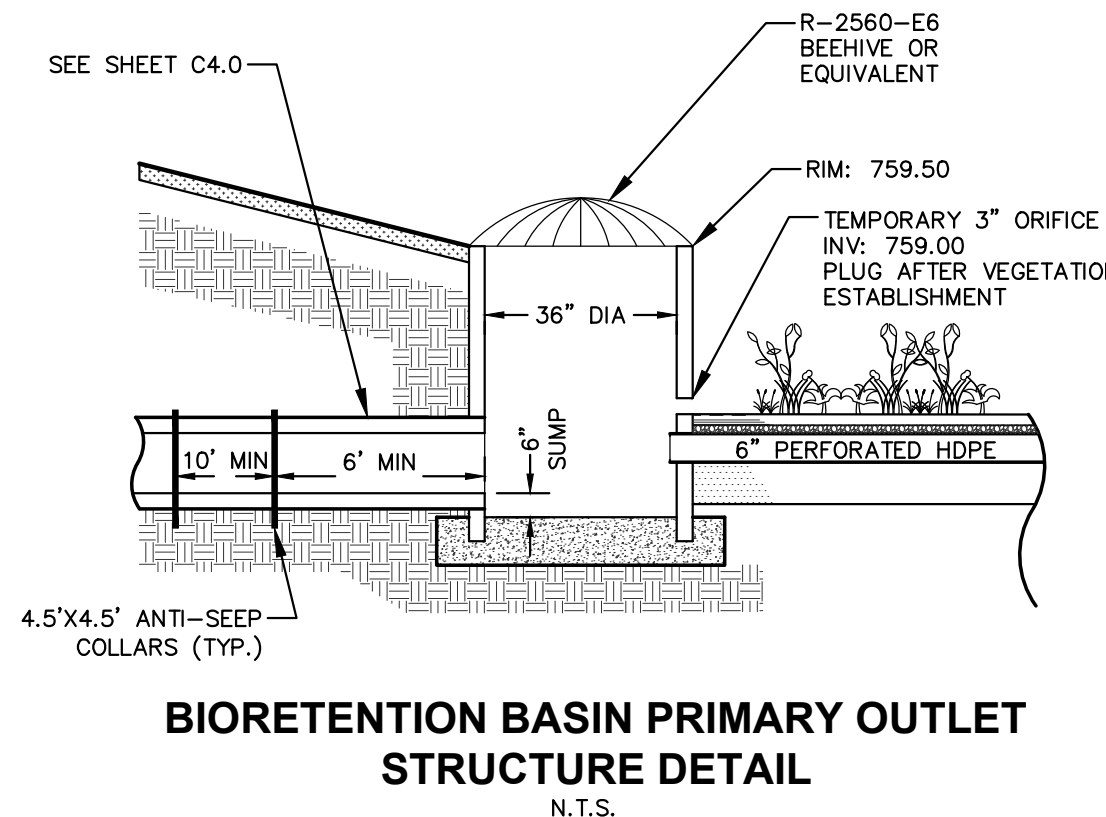 R-2560-E6
BEEHIVE OR
EQUIVALENT
SEE SHEET C4.0
RIM: 759.50
TEMPORARY 3" ORIFICE
INV: 759.00
PLUG AFTER VEGETATION
ESTABLISHMENT
36" DIA
6"
SUMP
10' MIN
6' MIN
6" PERFORATED HDPE
4.5'X4.5' ANTI-SEEP
COLLARS (TYP.)
BIORETENTION BASIN PRIMARY OUTLET
STRUCTURE DETAIL
N.T.S.